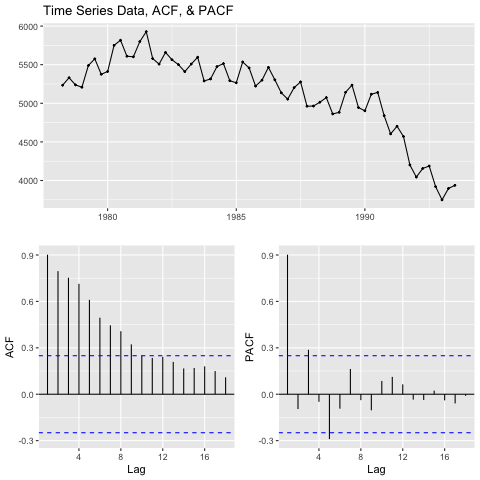 Time Series Data, ACF, & PACF
6000
5500
5000
4500
4000
1980 1985 1990
ACF
0.9
0.6
0.3
0.0
-0.3
4 8 12 16
Lag
PACF
0.9
0.6
0.3
0.0
-0.3
4 8 12 16
Lag